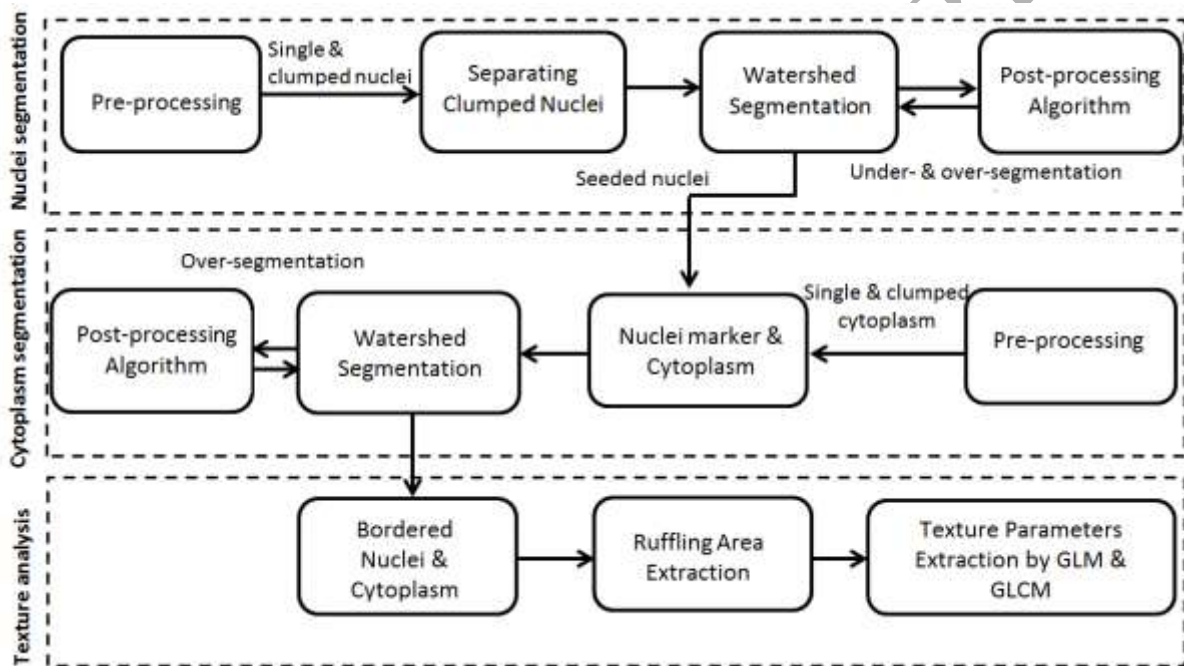 Nuclei segmentation
Pre-processing
Single &
clumped nuclei
Separating
Clumped Nuclei
Watershed
Segmentation
Post-processing
Algorithm
Seeded nuclei
Under- & over-segmentation
Cytoplasm segmentation
Over-segmentation
Post-processing
Algorithm
Watershed
Segmentation
Nuclei marker &
Cytoplasm
Single & clumped
cytoplasm
Pre-processing
Texture analysis
Bordered
Nuclei &
Cytoplasm
Ruffling Area
Extraction
Texture Parameters
Extraction by GLM &
GLCM